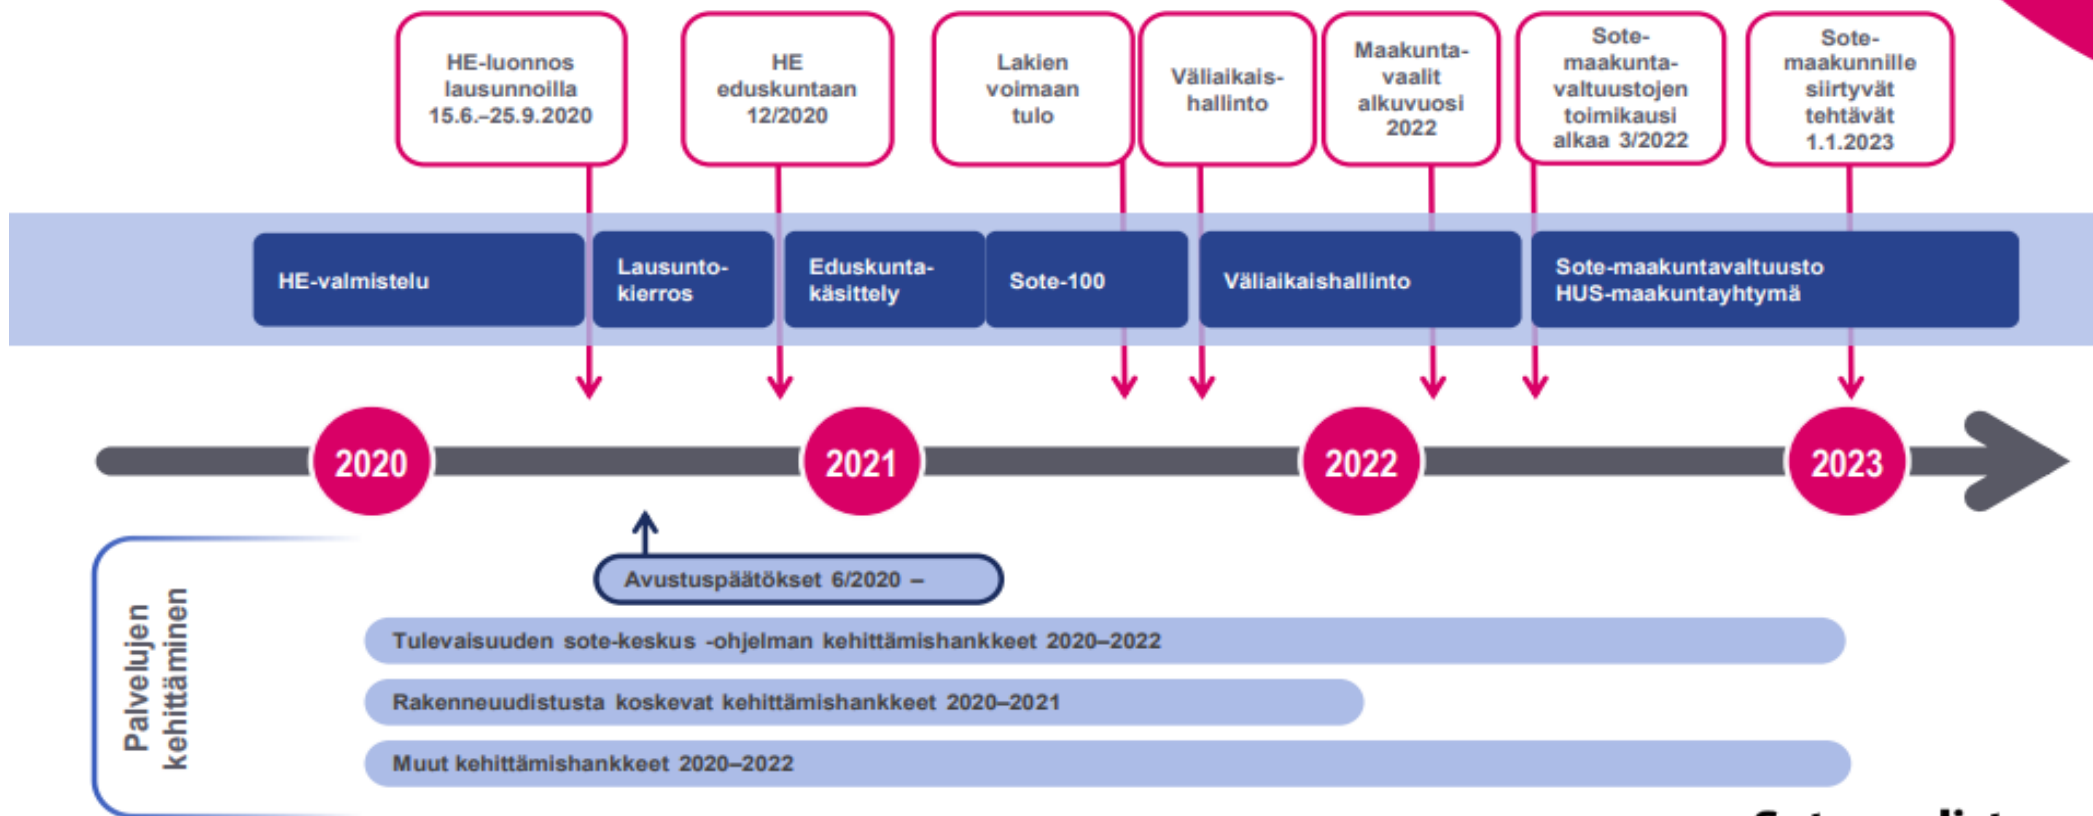 HE-luonnos
lausunnoilla
15.6.–25.9.2020
HE
eduskuntaan
12/2020
Lakien
voimaan
tulo
Väliaikais-
hallinto
Maakunta-
vaalit
alkuvuosi
2022
Sote-
maakunta-
valtuustojen
toimikausi
alkaa 3/2022
Sote-
maakunnille
siirtyvät
tehtävät
1.1.2023
HE-valmistelu
Lausunto-
kierros
Eduskunta-
käsittely
Sote-100
Väliaikaishallinto
Sote-maakuntavaltuusto
HUS-maakuntayhtymä
2020
2021
2022
2023
Avustuspäätökset 6/2020 –
Palvelujen
kehittäminen
Tulevaisuuden sote-keskus -ohjelman kehittämishankkeet 2020–2022
Rakenneuudistusta koskevat kehittämishankkeet 2020–2021
Muut kehittämishankkeet 2020–2022